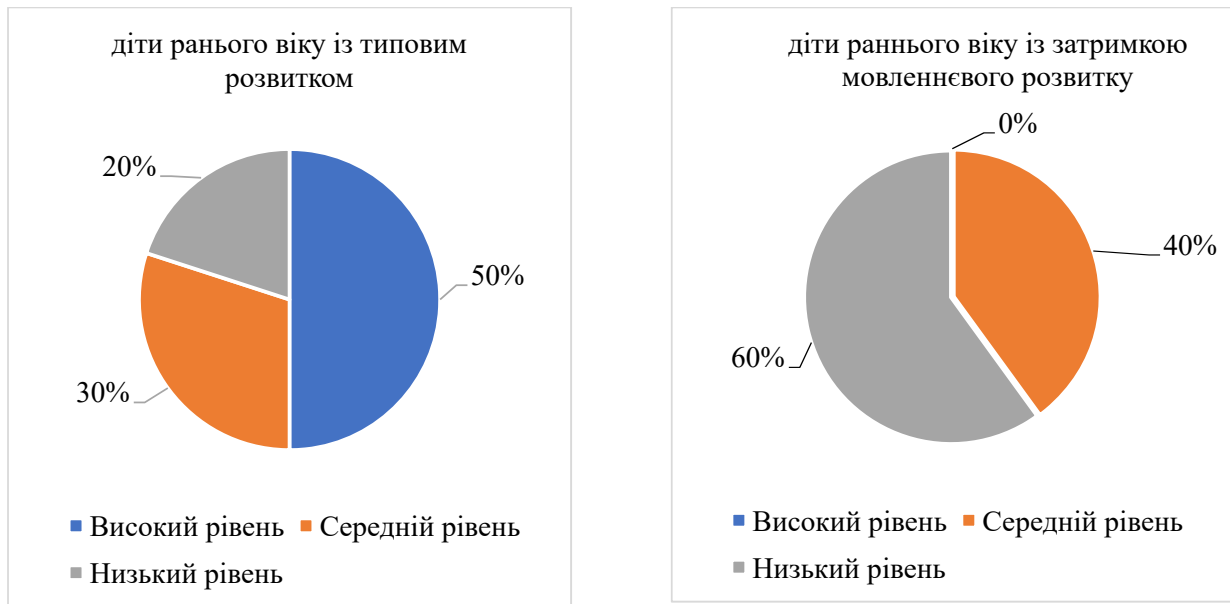 діти ранього віку із типовим
розвитком
20%
50%
30%
Високий рівень Середній рівень
Низький рівень
діти раннього віку із затримкою
мовленнєвого розвитку
0%
40%
60%
Високий рівень Середній рівень
Низький рівень